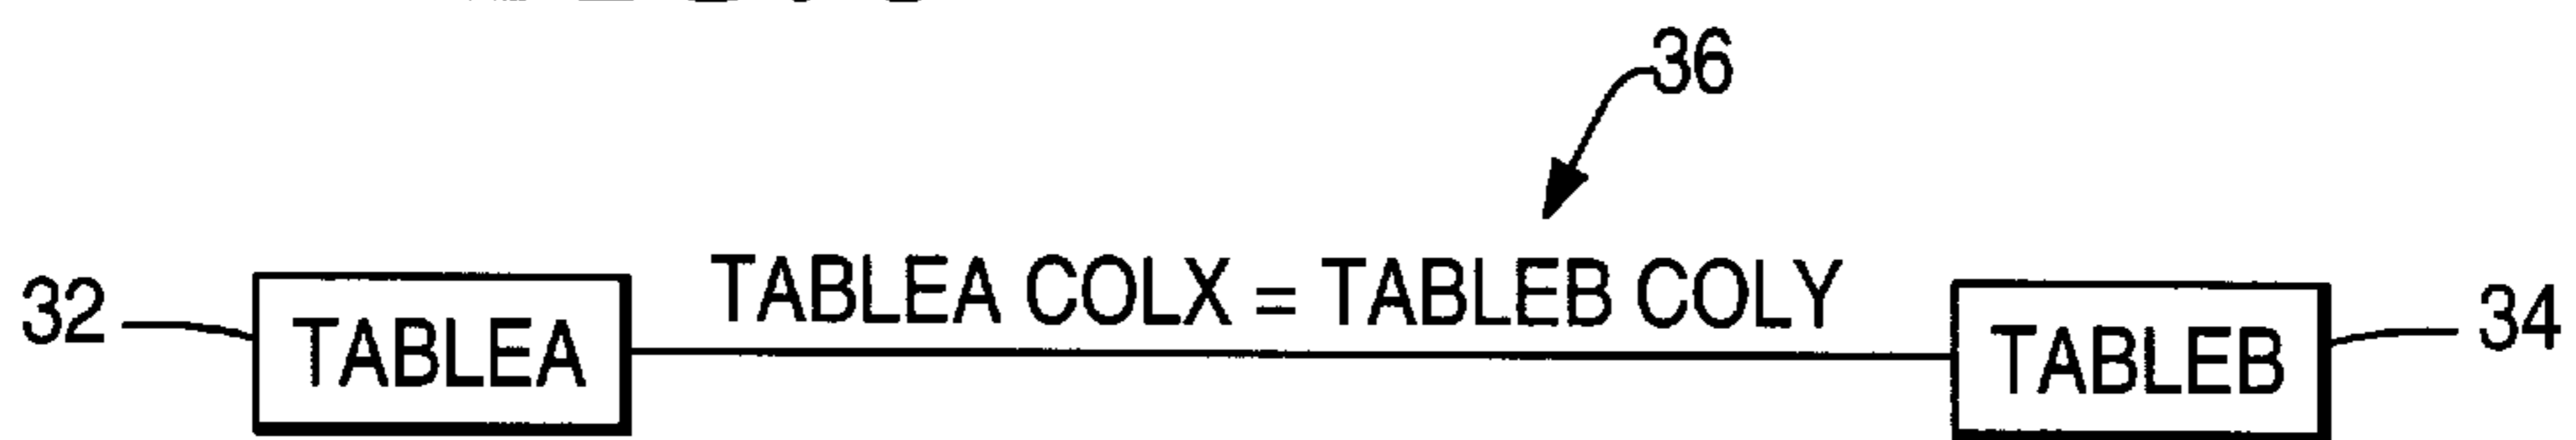 36
TABLEA COLX = TABLEB COLY
32 TABLEA TABLEB 34